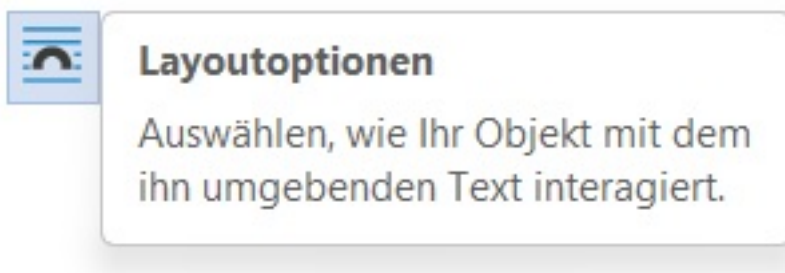 Layoutoptionen
Auswählen, wie Ihr Objekt mit dem
ihn umgebenden Text interagiert.